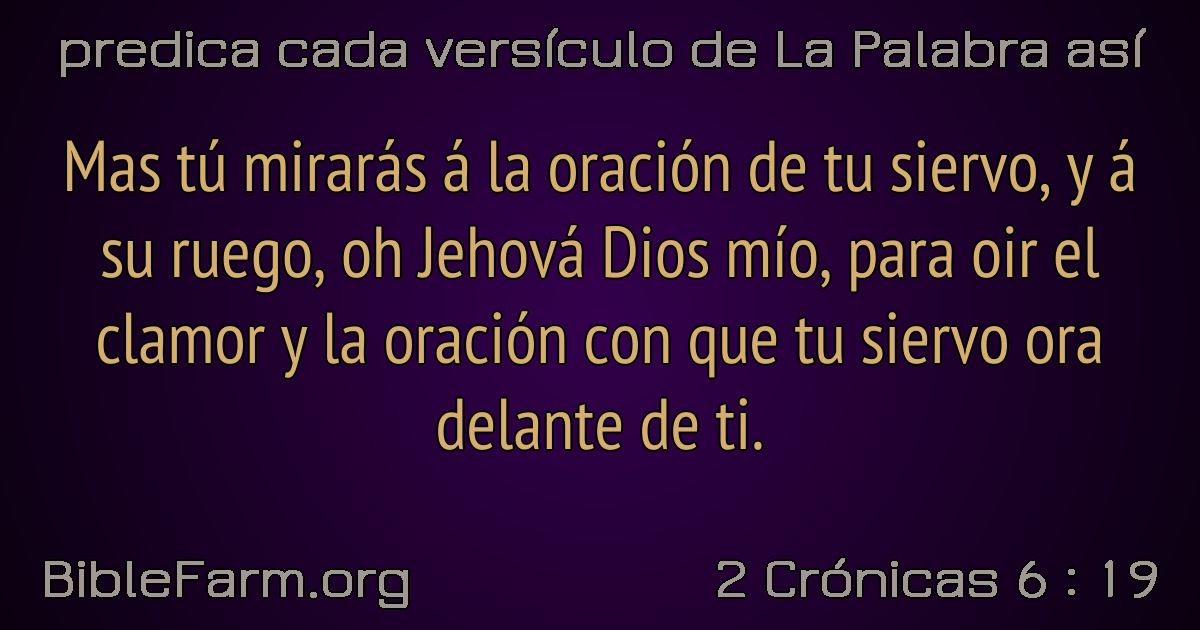 predica cada versículo de La Palabra así
Mas tú mirarás á la oración de tu siervo, y á
su ruego, oh Jehová Dios mío, para oir el
clamor y la oración con que tu siervo ora
delante de ti.
BibleFarm.org
2 Crónicas 6 : 19